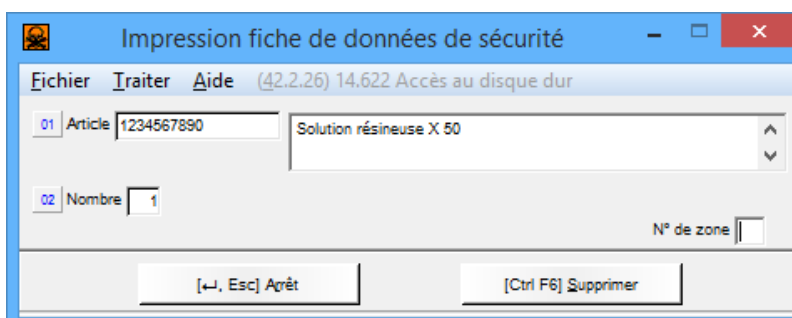 Impression fiche de données de sécurité
Fichier Traiter Aide (42.2.26) 14.622 Accès au disque dur
01 Article 1234567890 Solution résineuse X 50
02 Nombre 1
N° de zone
[↵, Esc] Arrêt [Ctrl F6] Supprimer